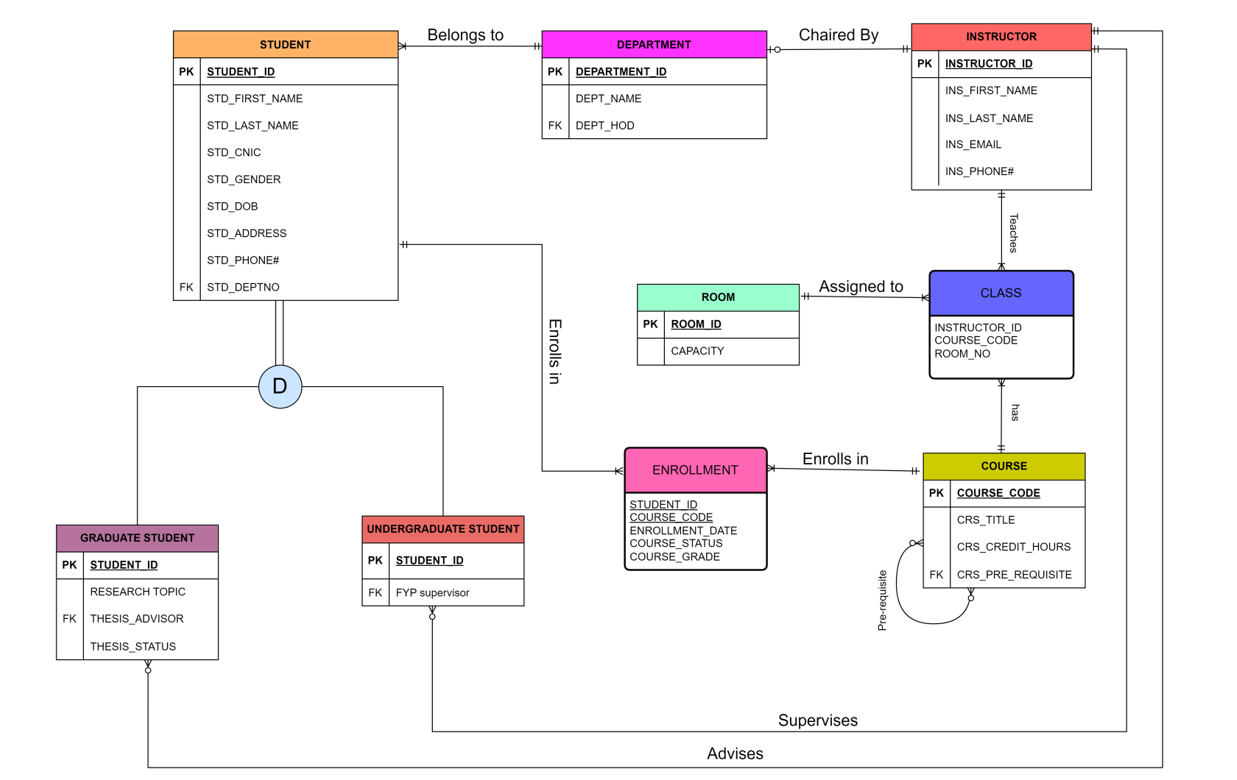 STUDENT
PK STUDENT_ID
STD_FIRST_NAME
STD_LAST_NAME
STD_CNIC
STD_GENDER
STD_DOB
STD_ADDRESS
STD_PHONE#
FK STD_DEPTNO
Belongs to
DEPARTMENT
PK DEPARTMENT_ID
DEPT_NAME
FK DEPT_HOD
Chaired By
INSTRUCTOR
PK INSTRUCTOR_ID
INS_FIRST_NAME
INS_LAST_NAME
INS_EMAIL
INS_PHONE#
Teaches
ROOM
PK ROOM_ID
CAPACITY
Assigned to
CLASS
INSTRUCTOR_ID
COURSE_CODE
ROOM_NO
has
D
Enrolls in
ENROLLMENT
STUDENT_ID
COURSE_CODE
ENROLLMENT_DATE
COURSE_STATUS
COURSE_GRADE
Enrolls in
COURSE
PK COURSE_CODE
CRS_TITLE
CRS_CREDIT_HOURS
FK CRS_PRE_REQUISITE
Pre-requisite
GRADUATE STUDENT
PK STUDENT_ID
RESEARCH TOPIC
FK THESIS_ADVISOR
THESIS_STATUS
UNDERGRADUATE STUDENT
PK STUDENT_ID
FK FYP supervisor
Supervises
Advises